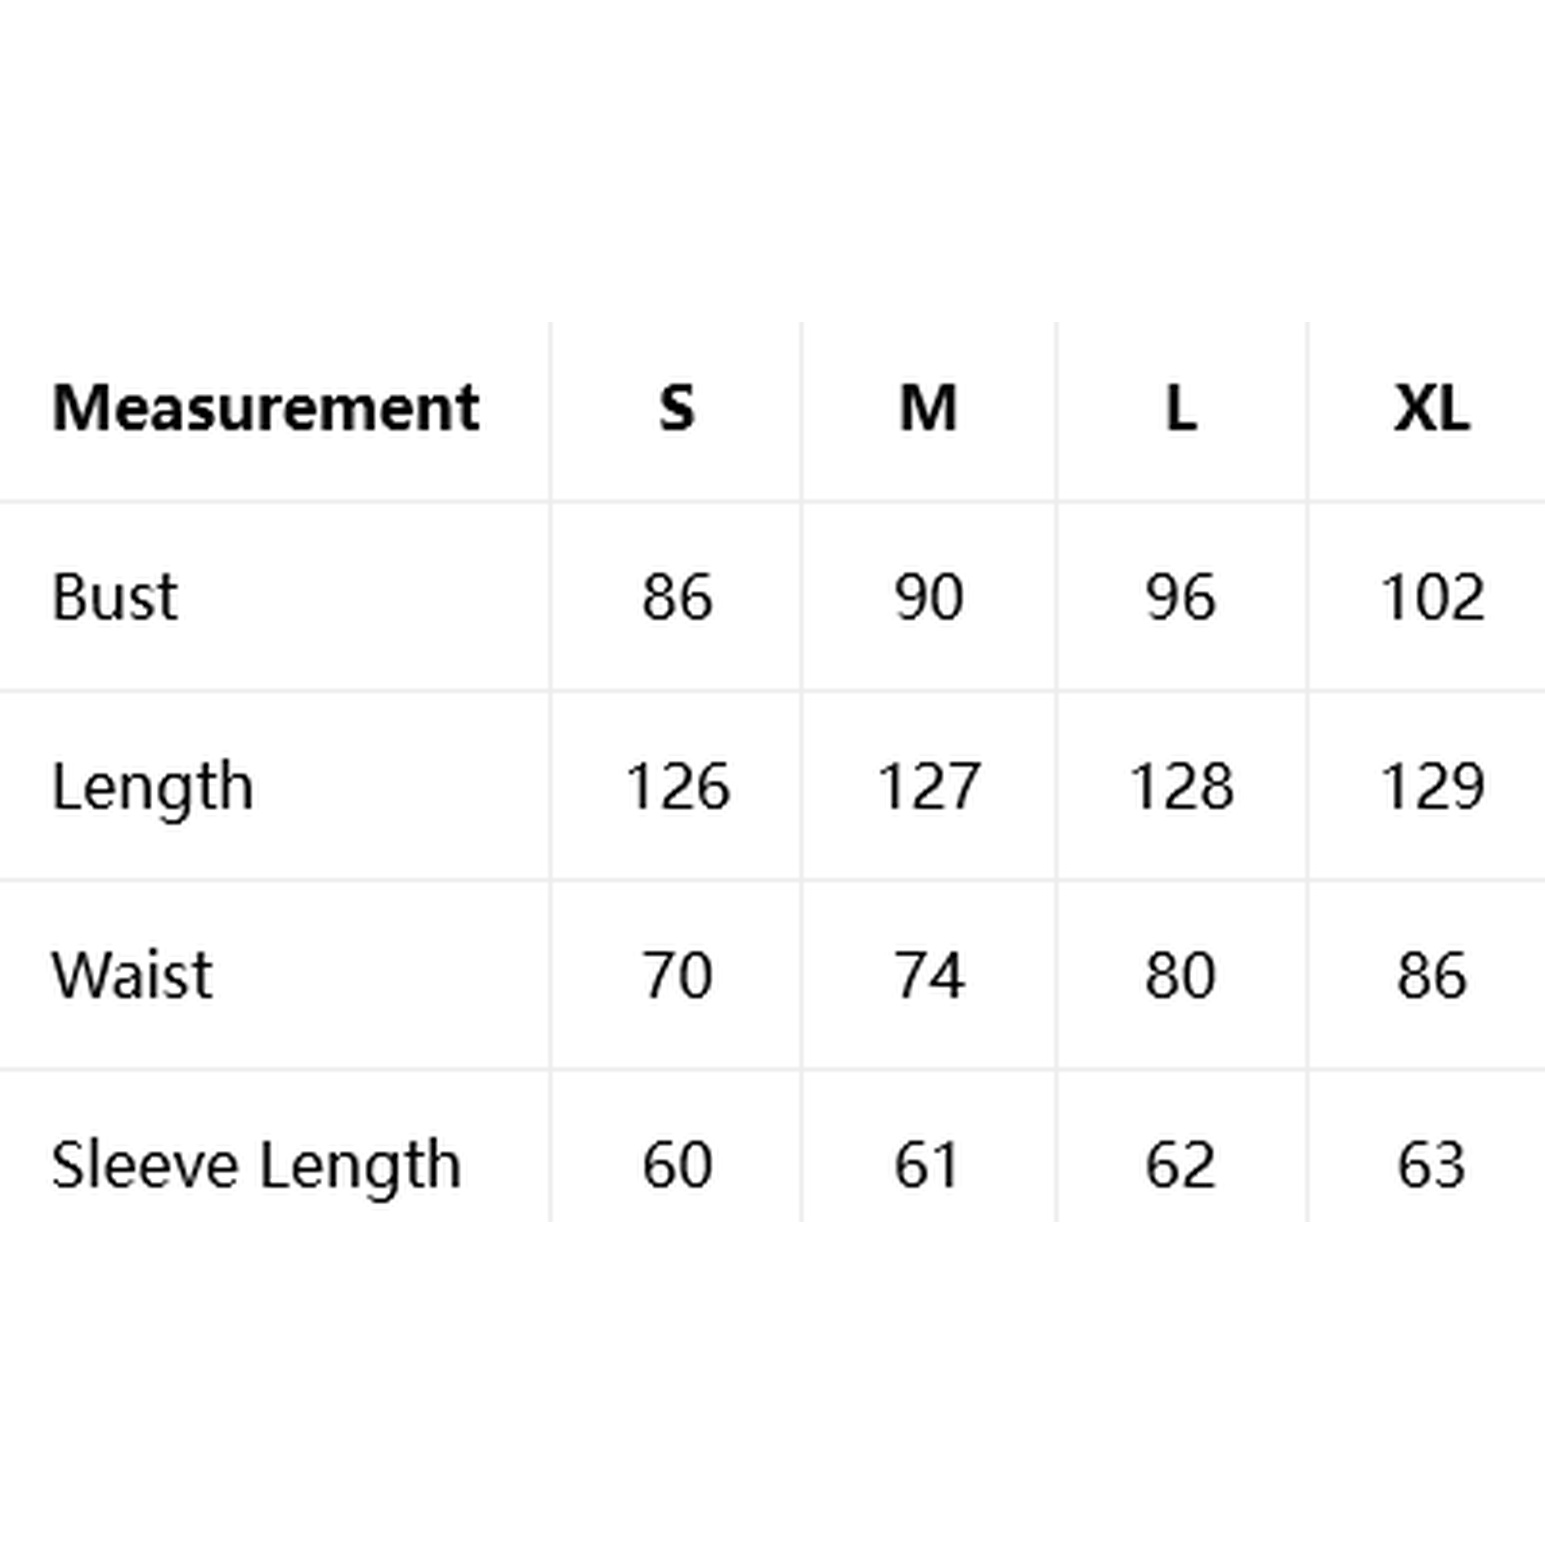 Measurement S M L XL
Bust 86 90 96 102
Length 126 127 128 129
Waist 70 74 80 86
Sleeve Length 60 61 62 63